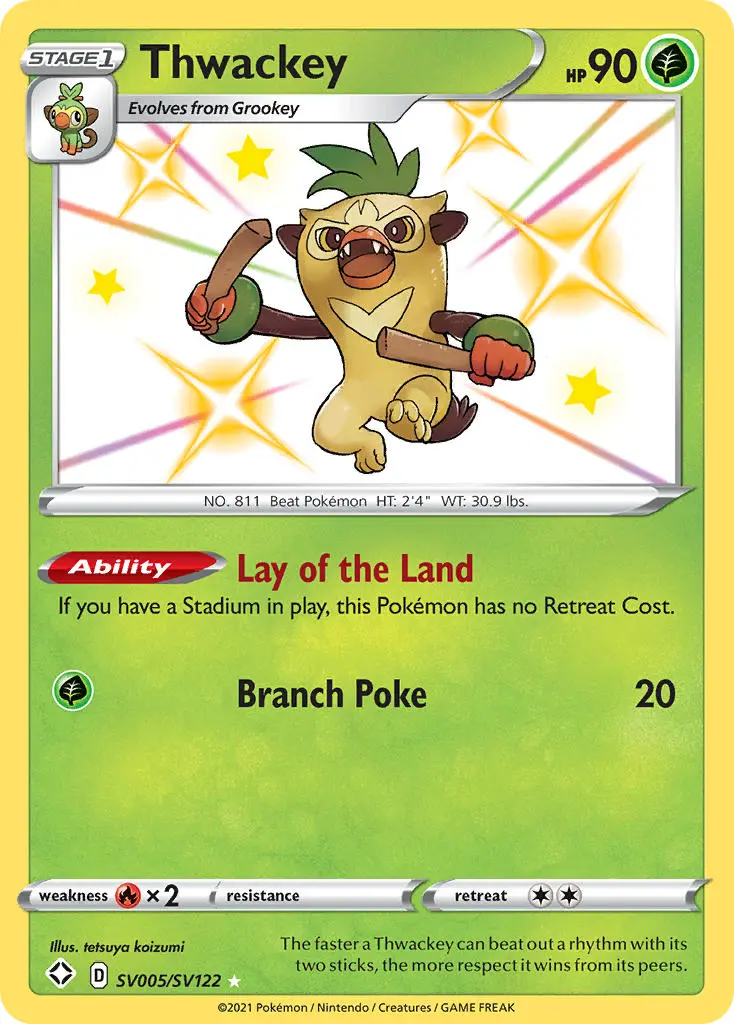 STAGE1
Thwackey
HP90
Evolves from Grookey
NO. 811 Beat Pokémon HT: 2'4" WT: 30.9 lbs.
Ability Lay of the Land
If you have a Stadium in play, this Pokémon has no Retreat Cost.
Branch Poke 20
weakness ×2 resistance retreat
Illus. tetsuya koizumi
The faster a Thwackey can beat out a rhythm with its
two sticks, the more respect it wins from its peers.
D SV005/SV122
©2021 Pokémon / Nintendo / Creatures / GAME FREAK